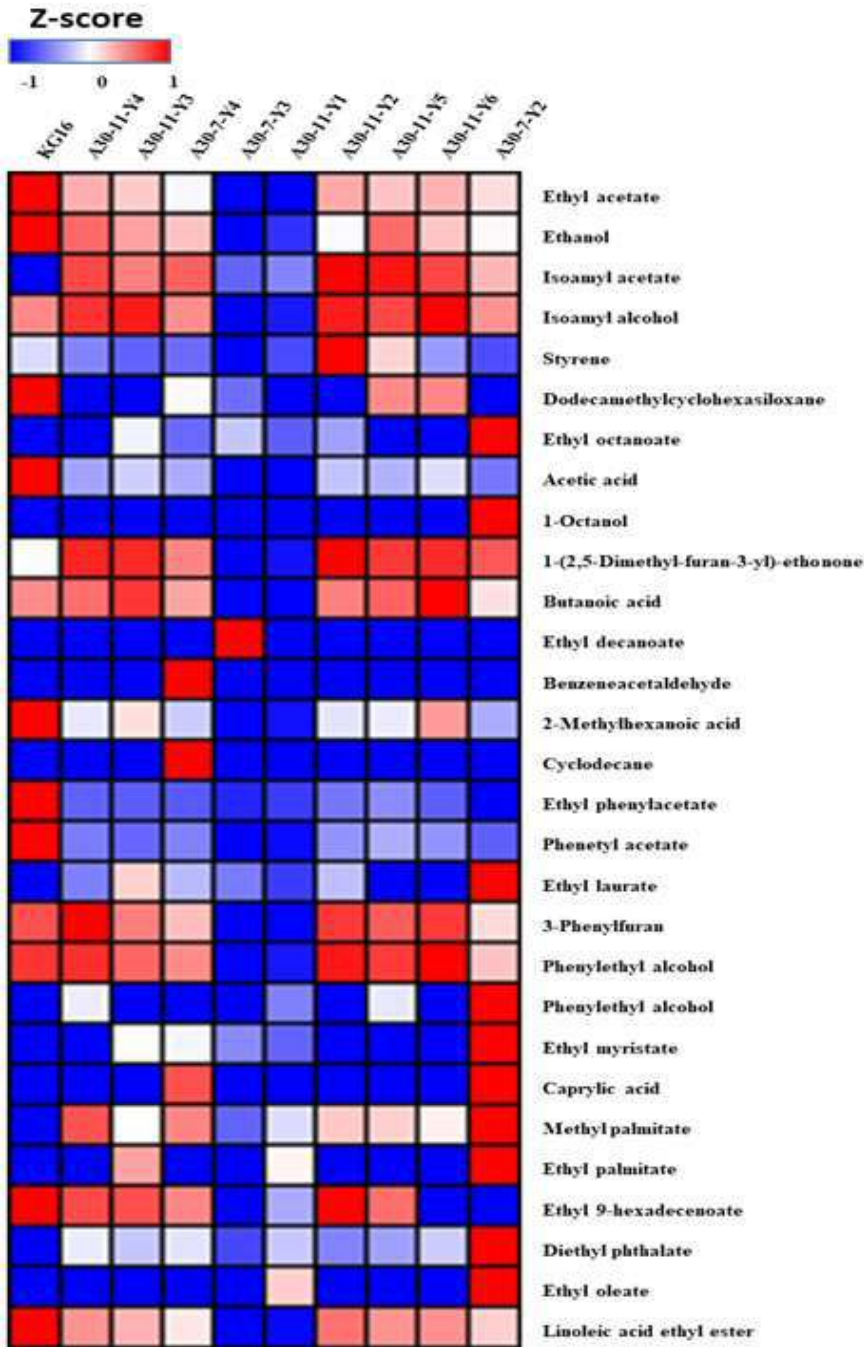 Z-score
-1 0 1
KG16 A30-11-Y4 A30-11-Y3 A30-7-Y4 A30-7-Y3 A30-11-Y1 A30-11-Y2 A30-11-Y5 A30-11-Y6 A30-7-Y2
Ethyl acetate
Ethanol
Isoamyl acetate
Isoamyl alcohol
Styrene
Dodecamethylcyclohexasiloxane
Ethyl octanoate
Acetic acid
1-Octanol
1-(2,5-Dimethyl-furan-3-yl)-ethonone
Butanoic acid
Ethyl decanoate
Benzeneacetaldehyde
2-Methylhexanoic acid
Cyclodecane
Ethyl phenylacetate
Phenetyl acetate
Ethyl laurate
3-Phenylfuran
Phenylethyl alcohol
Phenylethyl alcohol
Ethyl myristate
Caprylic acid
Methyl palmitate
Ethyl palmitate
Ethyl 9-hexadecenoate
Diethyl phthalate
Ethyl oleate
Linoleic acid ethyl ester